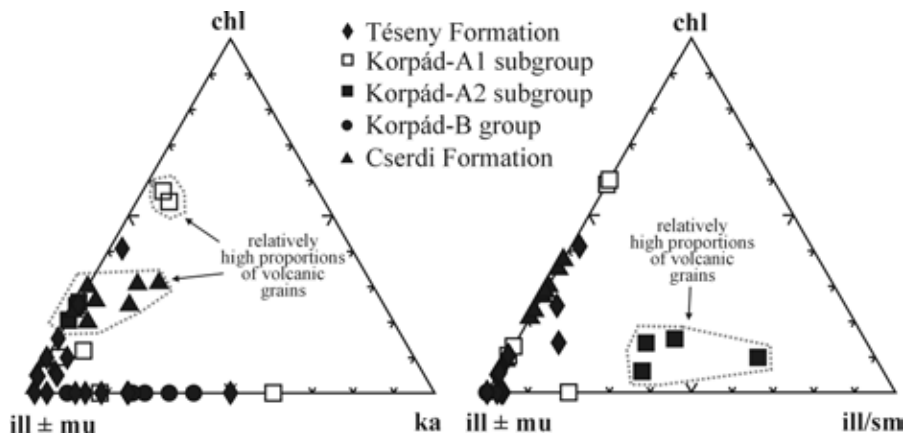 chl
Téseny Formation
Korpád-A1 subgroup
Korpád-A2 subgroup
Korpád-B group
Cserdi Formation
relatively
high proportions
of volcanic
grains
ill ± mu
ka
chl
relatively
high proportions
of volcanic
grains
ill ± mu
ill/sm